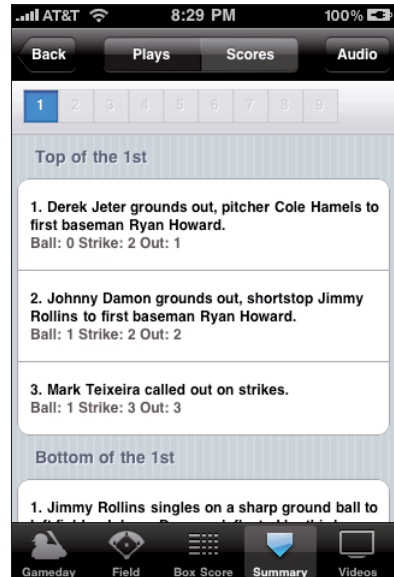 AT&T 8:29 PM 100%
Back Plays Scores Audio
1 2 3 4 5 6 7 8 9
Top of the 1st
1. Derek Jeter grounds out, pitcher Cole Hamels to
first baseman Ryan Howard.
Ball: 0 Strike: 2 Out: 1
2. Johnny Damon grounds out, shortstop Jimmy
Rollins to first baseman Ryan Howard.
Ball: 1 Strike: 2 Out: 2
3. Mark Teixeira called out on strikes.
Ball: 1 Strike: 3 Out: 3
Bottom of the 1st
1. Jimmy Rollins singles on a sharp ground ball to
Gameday Field Box Score Summary Videos